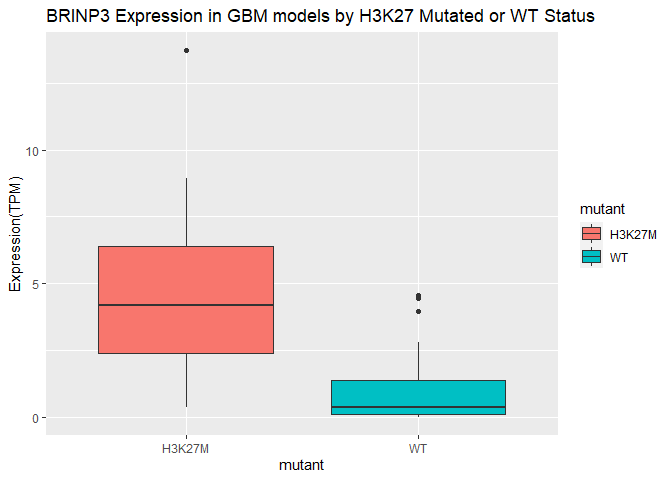 BRINP3 Expression in GBM models by H3K27 Mutated or WT Status
Expression(TPM)
10
5
0
H3K27M
WT
mutant
mutant
H3K27M
WT